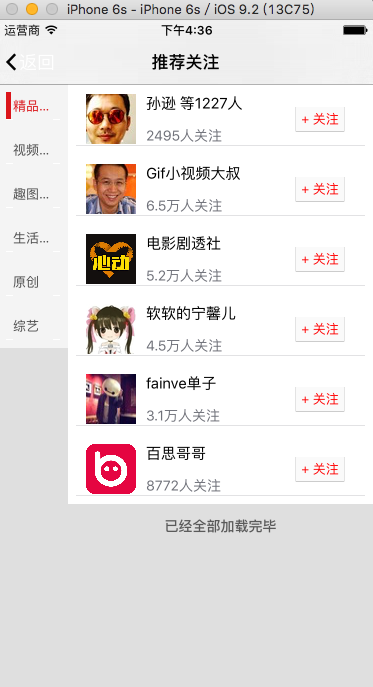 iPhone 6s - iPhone 6s / iOS 9.2 (13C75)
运营商 下午4:36
返回 推荐关注
精品...
视频...
趣图...
生活...
原创
综艺
孙逊 等1227人
2495人关注
+ 关注
Gif小视频大叔
6.5万人关注
+ 关注
电影剧透社
5.2万人关注
+ 关注
心动
软软的宁馨儿
4.5万人关注
+ 关注
fainve单子
3.1万人关注
+ 关注
百思哥哥
8772人关注
+ 关注
已经全部加载完毕